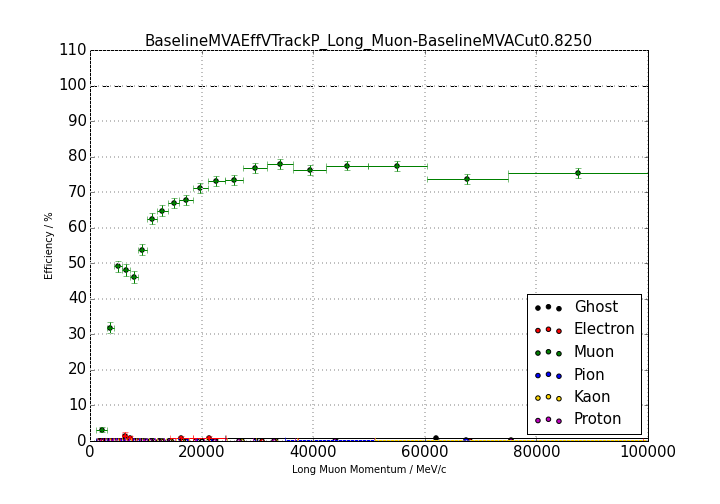 BaselineMVAEffVTrackP_Long_Muon-BaselineMVACut0.8250
110
100
90
80
70
60
50
40
30
20
10
0
Efficiency / %
Ghost
Electron
Muon
Pion
Kaon
Proton
0 20000 40000 60000 80000 100000
Long Muon Momentum / MeV/c